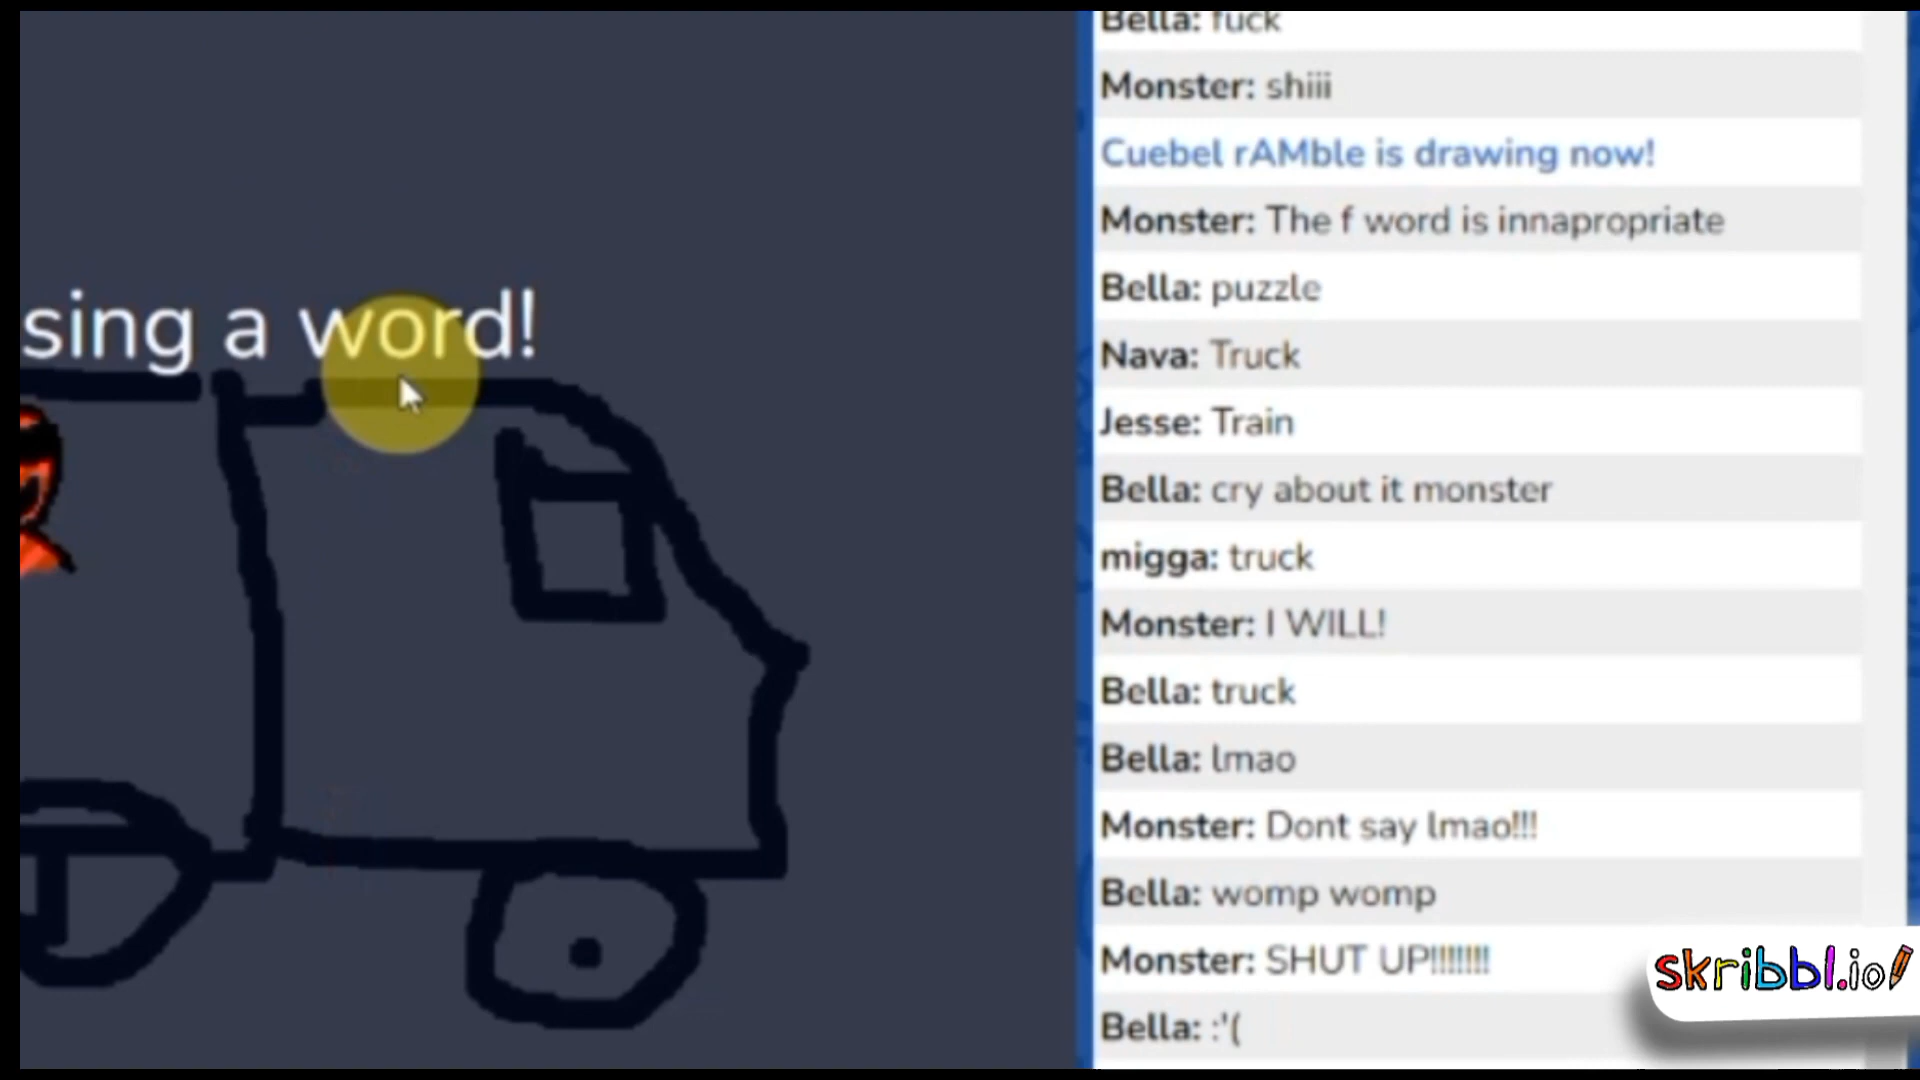 sing a word!
Bella: fuck
Monster: shiii
Cuebel rAMble is drawing now!
Monster: The f word is innapropriate
Bella: puzzle
Nava: Truck
Jesse: Train
Bella: cry about it monster
migga: truck
Monster: I WILL!
Bella: truck
Bella: lmao
Monster: Dont say lmao!!!
Bella: womp womp
Monster: SHUT UP!!!!!!!
Bella: :'(
skribbl.io